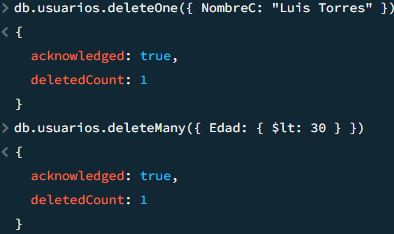 > db.usuarios.deleteOne({ NombreC: "Luis Torres" })
< {
acknowledged: true,
deletedCount: 1
}
> db.usuarios.deleteMany({ Edad: { $lt: 30 } })
< {
acknowledged: true,
deletedCount: 1
}